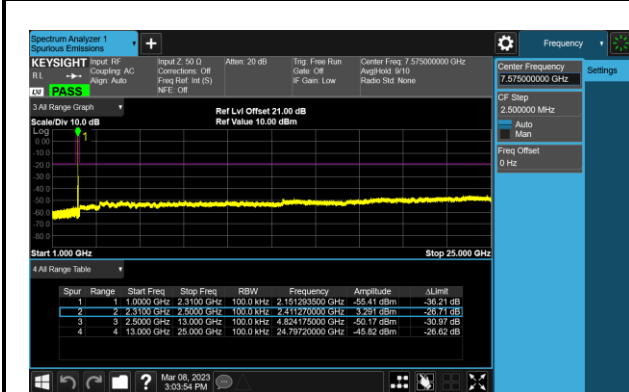 Spectrum Analyzer 1
Spurious Emissions
Frequency
KEYSIGHT
Input: RF
Coupling: AC
Align: Auto
Input Z: 50 Ω
Corrections: Off
Freq Ref: Int (S)
NFE: Off
Atten: 20 dB
Trig: Free Run
Gate: Off
IF Gain: Low
Center Freq: 7.575000000 GHz
Avg|Hold: 9/10
Radio Std: None
R L
LXI
PASS
Center Frequency
7.575000000 GHz
Settings
CF Step
2.500000 MHz
Auto
Man
Freq Offset
0 Hz
3 All Range Graph
Scale/Div 10.0 dB
Ref Lvl Offset 21.00 dB
Ref Value 10.00 dBm
Log
1
0.00
-10.0
-20.0
-30.0
-40.0
-50.0
-60.0
-70.0
-80.0
Start 1.000 GHz
Stop 25.000 GHz
4 All Range Table
Spur Range Start Freq Stop Freq RBW Frequency Amplitude ΔLimit
1 1 1.0000 GHz 2.3100 GHz 100.0 kHz 2.151293500 GHz -55.41 dBm -36.21 dB
2 2 2.3100 GHz 2.5000 GHz 100.0 kHz 2.411270000 GHz 3.291 dBm -26.71 dB
3 3 2.5000 GHz 13.000 GHz 100.0 kHz 4.824175000 GHz -50.17 dBm -30.97 dB
4 4 13.000 GHz 25.000 GHz 100.0 kHz 24.79720000 GHz -45.82 dBm -26.62 dB
Mar 08, 2023
3:03:54 PM